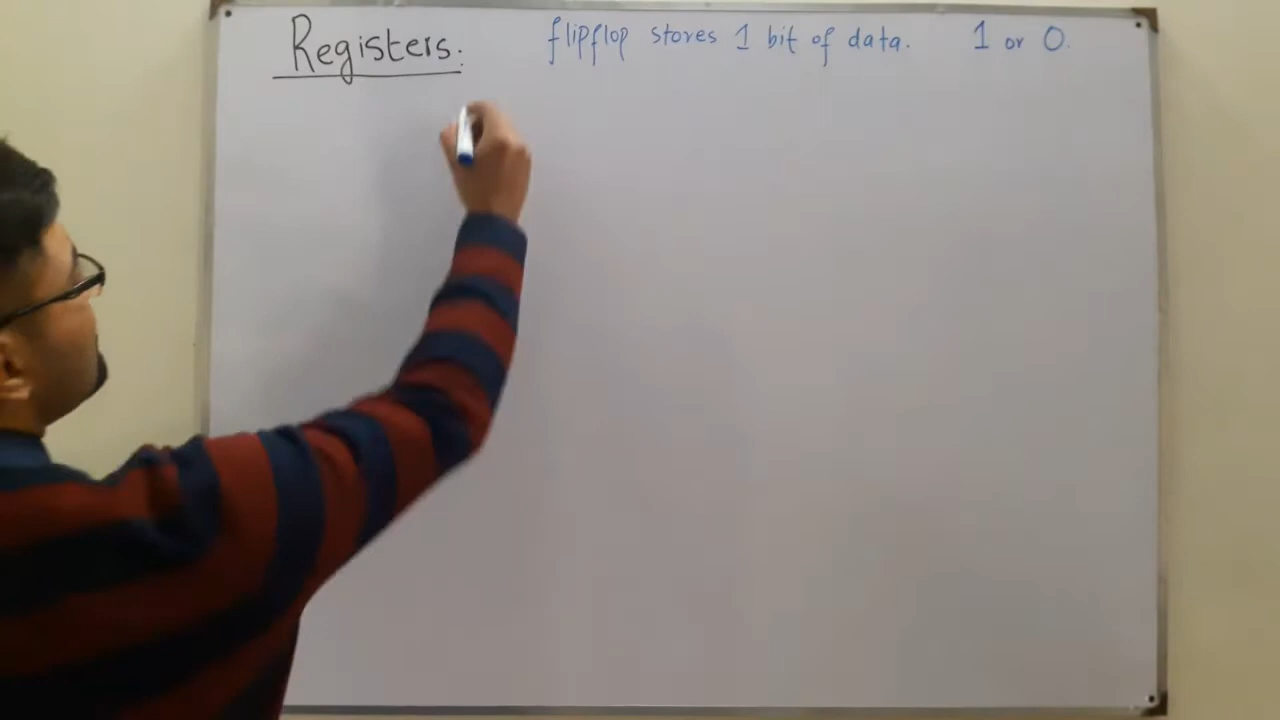 Registers:
flipflop stores 1 bit of data. 1 or 0.